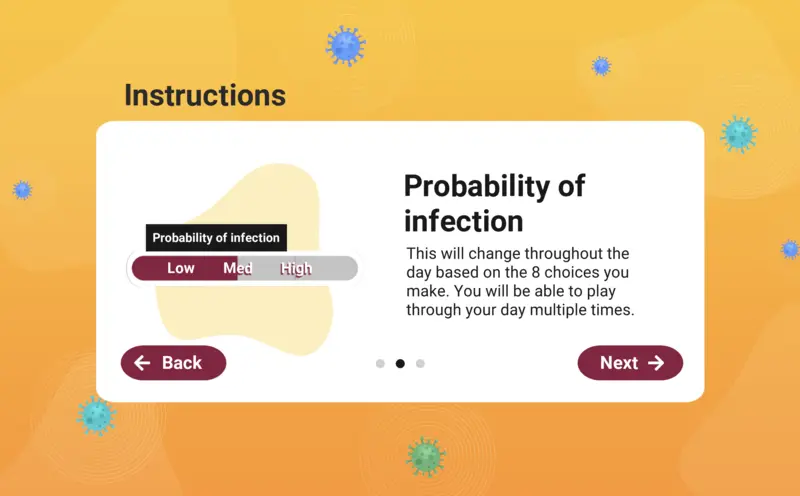 Instructions
Probability of infection
Low Med High
Probability of
infection
This will change throughout the
day based on the 8 choices you
make. You will be able to play
through your day multiple times.
Back
Next